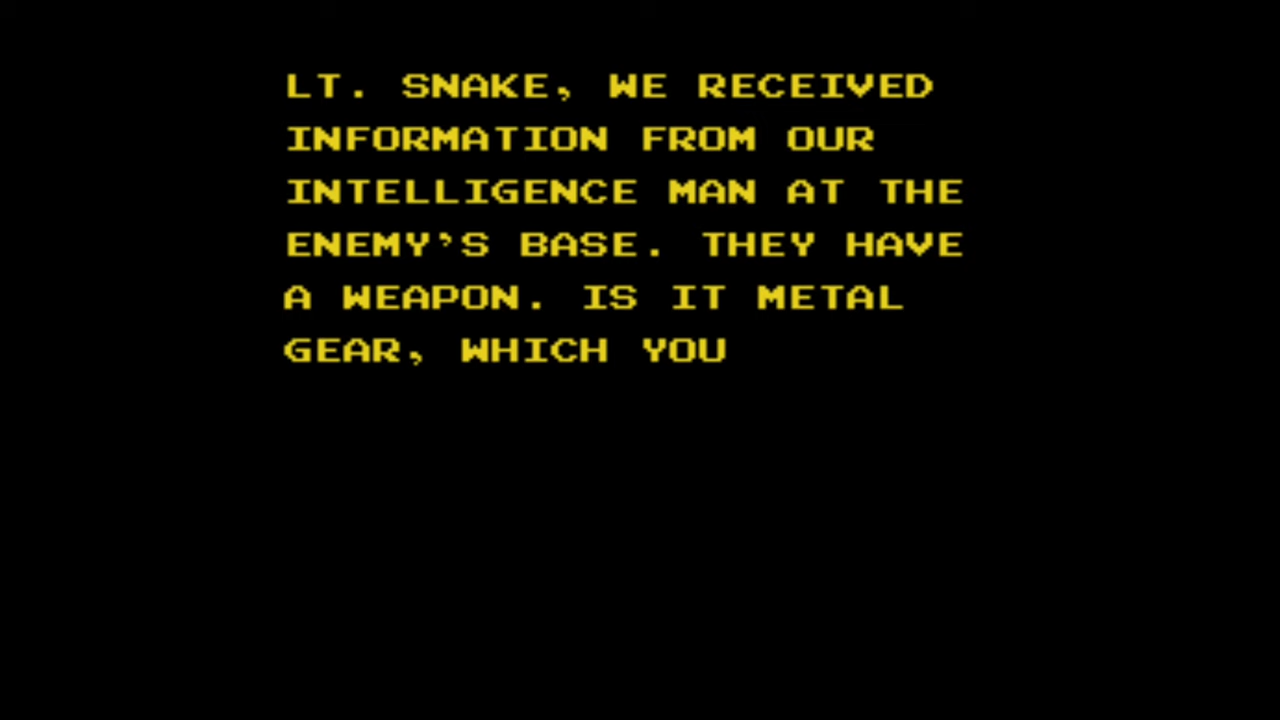 LT. SNAKE, WE RECEIVED
INFORMATION FROM OUR
INTELLIGENCE MAN AT THE
ENEMY'S BASE. THEY HAVE
A WEAPON. IS IT METAL
GEAR, WHICH YOU